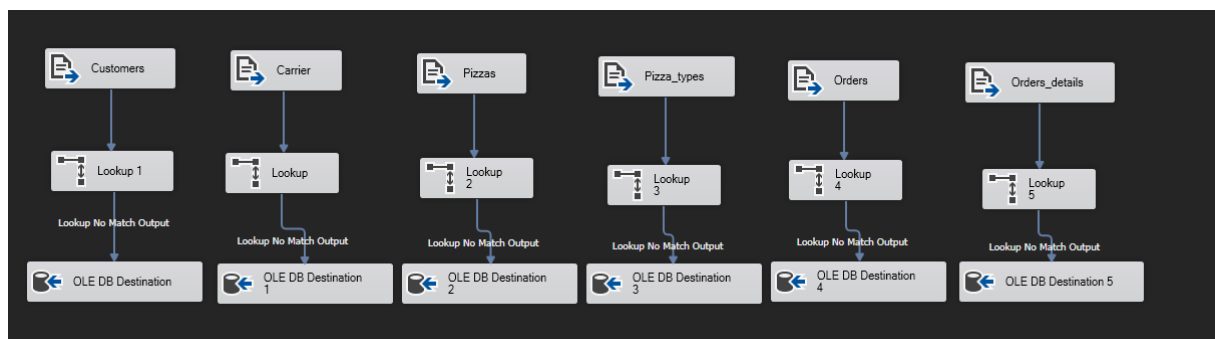 Customers
Carrier
Pizzas
Pizza_types
Orders
Orders_details
Lookup 1
Lookup
Lookup
2
Lookup
3
Lookup
4
Lookup
5
Lookup No Match Output
Lookup No Match Output
Lookup No Match Output
Lookup No Match Output
Lookup No Match Output
Lookup No Match Output
OLE DB Destination
OLE DB Destination
1
OLE DB Destination
2
OLE DB Destination
3
OLE DB Destination
4
OLE DB Destination 5